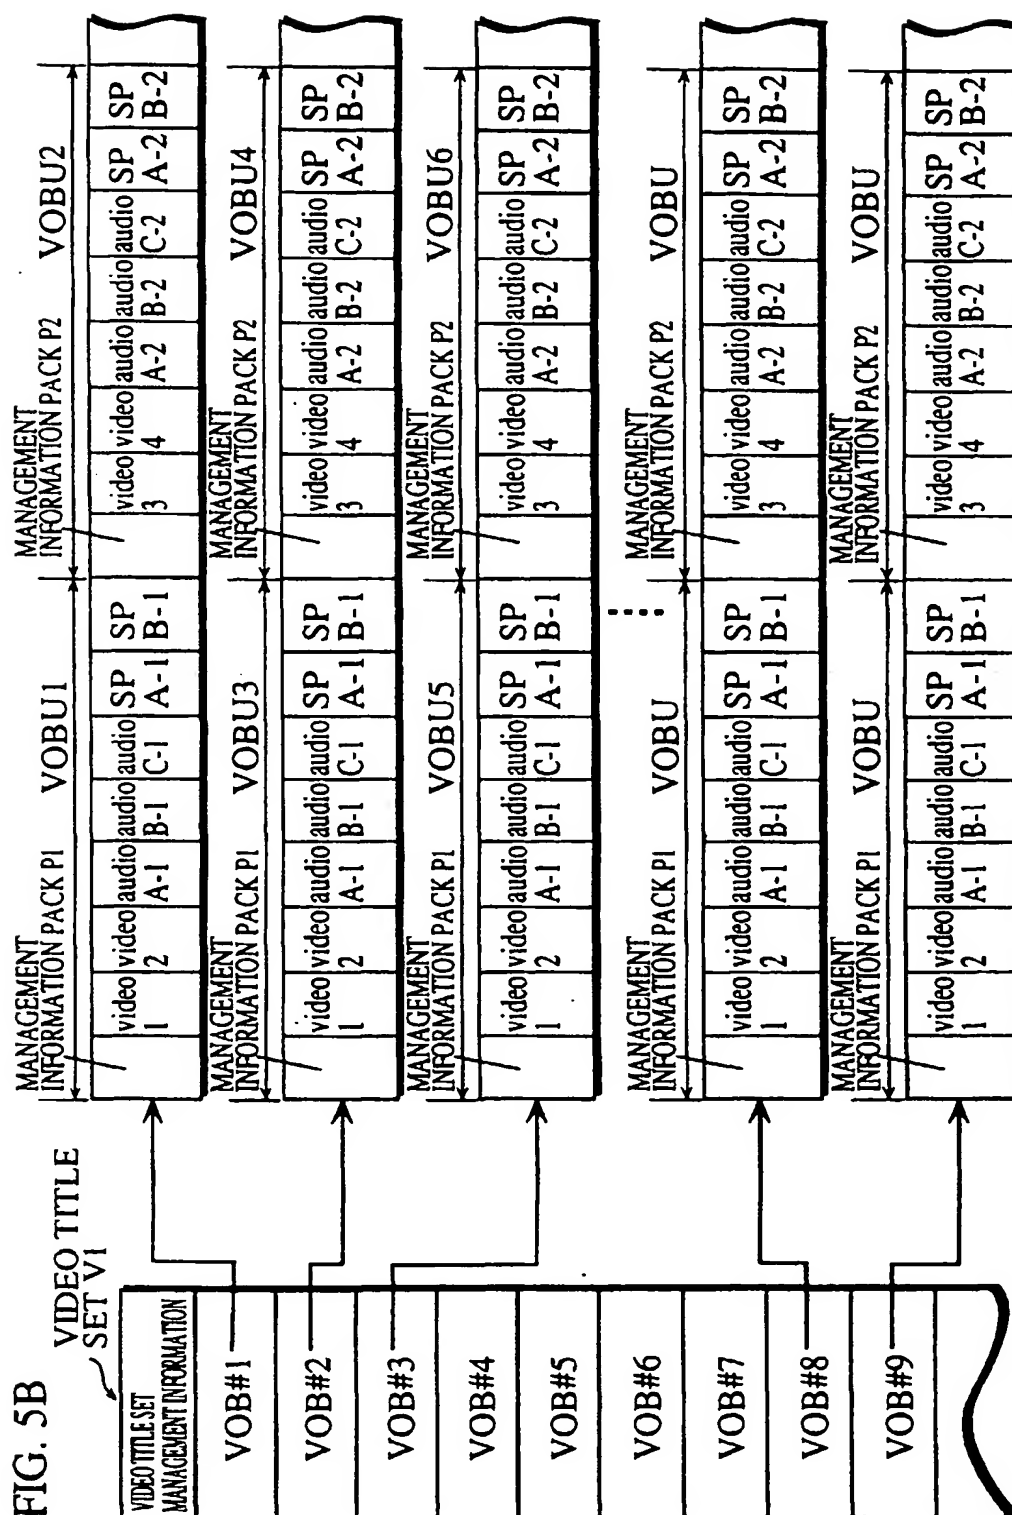 FIG. 5B
VIDEO TITLE
SET V1
VIDEO TITLE SET
MANAGEMENT INFORMATION
VOB#1
VOB#2
VOB#3
VOB#4
VOB#5
VOB#6
VOB#7
VOB#8
VOB#9
MANAGEMENT
INFORMATION PACK P1
VOBU1
MANAGEMENT
INFORMATION PACK P2
VOBU2
video video audio audio audio SP SP
1 2 A-1 B-1 C-1 A-1 B-1
video video audio audio audio SP SP
3 4 A-2 B-2 C-2 A-2 B-2
MANAGEMENT
INFORMATION PACK P1
VOBU3
MANAGEMENT
INFORMATION PACK P2
VOBU4
video video audio audio audio SP SP
1 2 A-1 B-1 C-1 A-1 B-1
video video audio audio audio SP SP
3 4 A-2 B-2 C-2 A-2 B-2
MANAGEMENT
INFORMATION PACK P1
VOBU5
MANAGEMENT
INFORMATION PACK P2
VOBU6
video video audio audio audio SP SP
1 2 A-1 B-1 C-1 A-1 B-1
video video audio audio audio SP SP
3 4 A-2 B-2 C-2 A-2 B-2
MANAGEMENT
INFORMATION PACK P1
VOBU
MANAGEMENT
INFORMATION PACK P2
VOBU
video video audio audio audio SP SP
1 2 A-1 B-1 C-1 A-1 B-1
video video audio audio audio SP SP
3 4 A-2 B-2 C-2 A-2 B-2
MANAGEMENT
INFORMATION PACK P1
VOBU
MANAGEMENT
INFORMATION PACK P2
VOBU
video video audio audio audio SP SP
1 2 A-1 B-1 C-1 A-1 B-1
video video audio audio audio SP SP
3 4 A-2 B-2 C-2 A-2 B-2